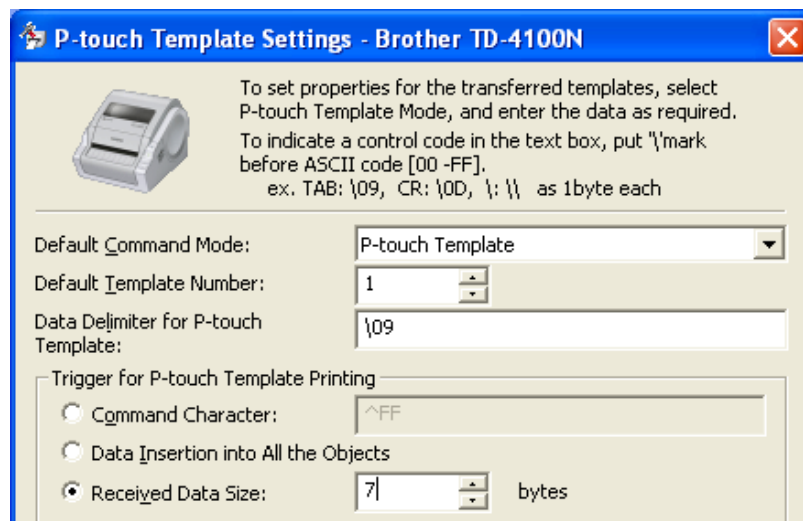 P-touch Template Settings - Brother TD-4100N
To set properties for the transferred templates, select
P-touch Template Mode, and enter the data as required.
To indicate a control code in the text box, put '\'mark
before ASCII code [00 -FF].
ex. TAB: \09, CR: \0D, \: \\ as 1byte each
Default Command Mode: P-touch Template
Default Template Number: 1
Data Delimiter for P-touch
Template: \09
Trigger for P-touch Template Printing
Command Character: ^FF
Data Insertion into All the Objects
Received Data Size: 7 bytes